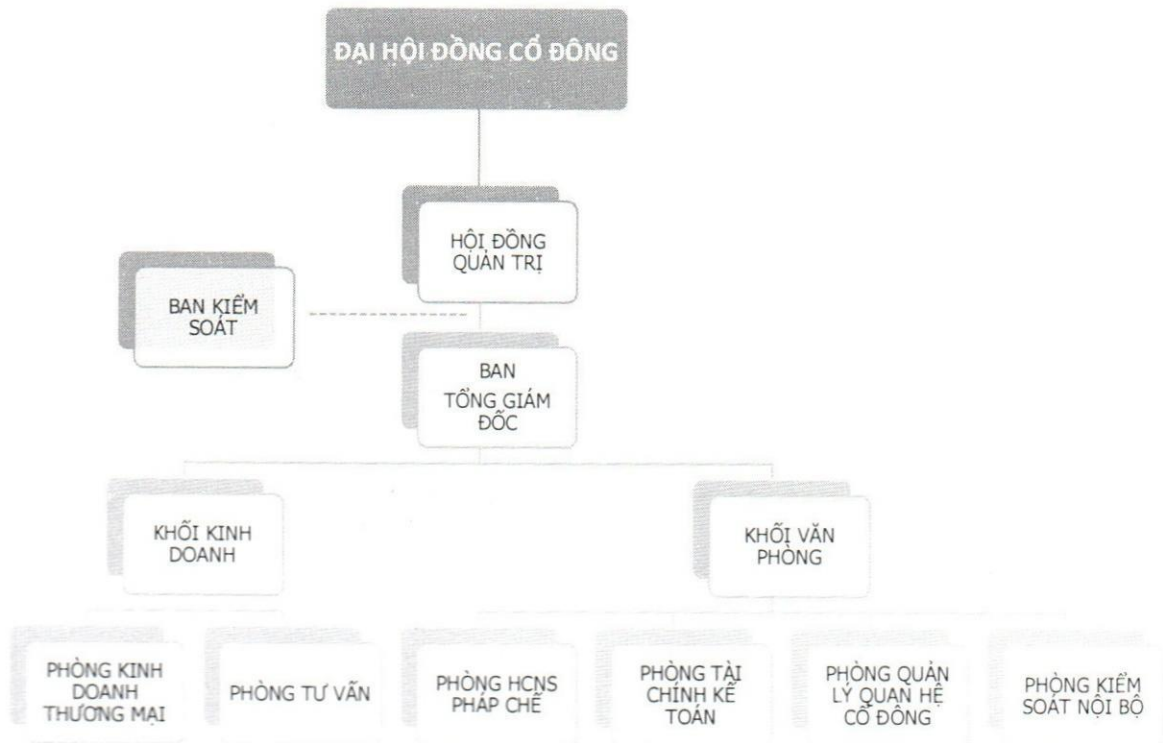 ĐẠI HỘI ĐỒNG CỔ ĐÔNG
HỘI ĐỒNG
QUẢN TRỊ
BAN KIỂM
SOÁT
BAN
TỔNG GIÁM
ĐỐC
KHỐI KINH
DOANH
KHỐI VĂN
PHÒNG
PHÒNG KINH
DOANH
THƯƠNG MẠI
PHÒNG TƯ VẤN
PHÒNG HCNS
PHÁP CHẾ
PHÒNG TÀI
CHÍNH KẾ
TOÁN
PHÒNG QUẢN
LÝ QUAN HỆ
CỔ ĐÔNG
PHÒNG KIỂM
SOÁT NỘI BỘ